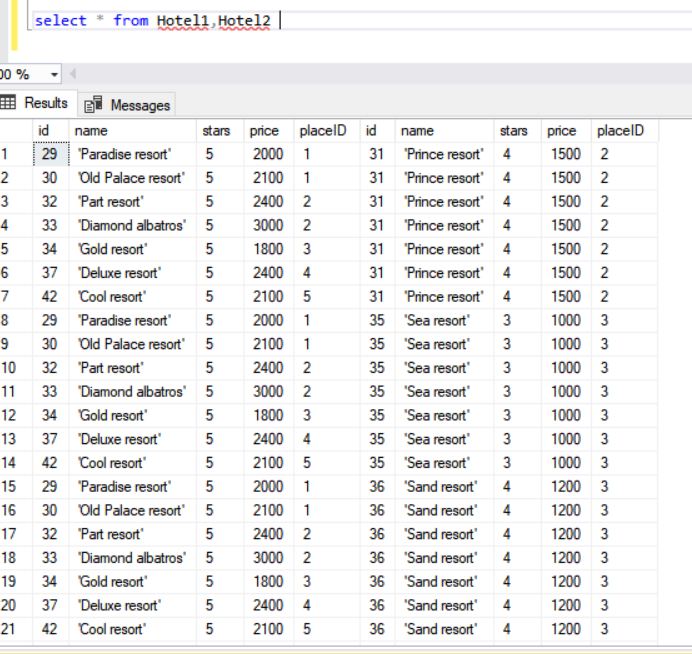 select * from Hotel1,Hotel2
00 %
Results Messages
id name stars price placeID id name stars price placeID
1 29 'Paradise resort' 5 2000 1 31 'Prince resort' 4 1500 2
2 30 'Old Palace resort' 5 2100 1 31 'Prince resort' 4 1500 2
3 32 'Part resort' 5 2400 2 31 'Prince resort' 4 1500 2
4 33 'Diamond albatros' 5 3000 2 31 'Prince resort' 4 1500 2
5 34 'Gold resort' 5 1800 3 31 'Prince resort' 4 1500 2
6 37 'Deluxe resort' 5 2400 4 31 'Prince resort' 4 1500 2
7 42 'Cool resort' 5 2100 5 31 'Prince resort' 4 1500 2
8 29 'Paradise resort' 5 2000 1 35 'Sea resort' 3 1000 3
9 30 'Old Palace resort' 5 2100 1 35 'Sea resort' 3 1000 3
10 32 'Part resort' 5 2400 2 35 'Sea resort' 3 1000 3
11 33 'Diamond albatros' 5 3000 2 35 'Sea resort' 3 1000 3
12 34 'Gold resort' 5 1800 3 35 'Sea resort' 3 1000 3
13 37 'Deluxe resort' 5 2400 4 35 'Sea resort' 3 1000 3
14 42 'Cool resort' 5 2100 5 35 'Sea resort' 3 1000 3
15 29 'Paradise resort' 5 2000 1 36 'Sand resort' 4 1200 3
16 30 'Old Palace resort' 5 2100 1 36 'Sand resort' 4 1200 3
17 32 'Part resort' 5 2400 2 36 'Sand resort' 4 1200 3
18 33 'Diamond albatros' 5 3000 2 36 'Sand resort' 4 1200 3
19 34 'Gold resort' 5 1800 3 36 'Sand resort' 4 1200 3
20 37 'Deluxe resort' 5 2400 4 36 'Sand resort' 4 1200 3
21 42 'Cool resort' 5 2100 5 36 'Sand resort' 4 1200 3